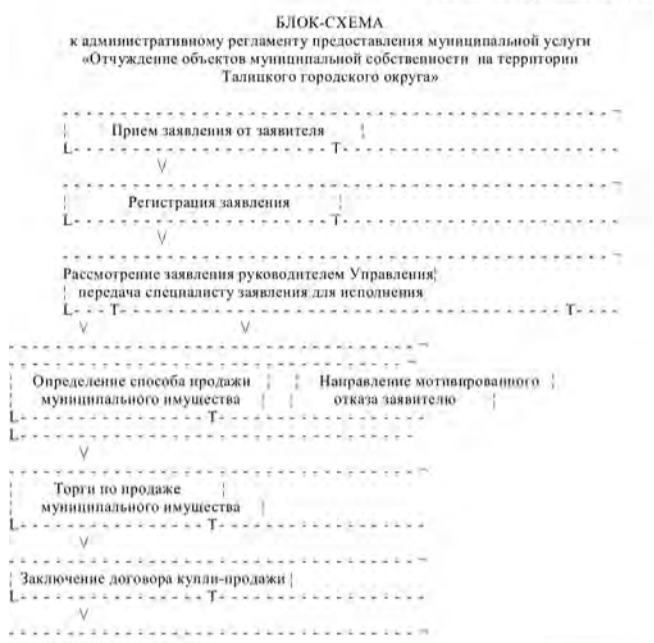 БЛОК-СХЕМА
к административному регламенту предоставления муниципальной услуги
«Отчуждение объектов муниципальной собственности на территории
Талицкого городского округа»
Прием заявления от заявителя
Регистрация заявления
Рассмотрение заявления руководителем Управления
передача специалисту заявления для исполнения
Определение способа продажи
муниципального имущества
Направление мотивированного
отказа заявителю
Торги по продаже
муниципального имущества
Заключение договора купли-продажи